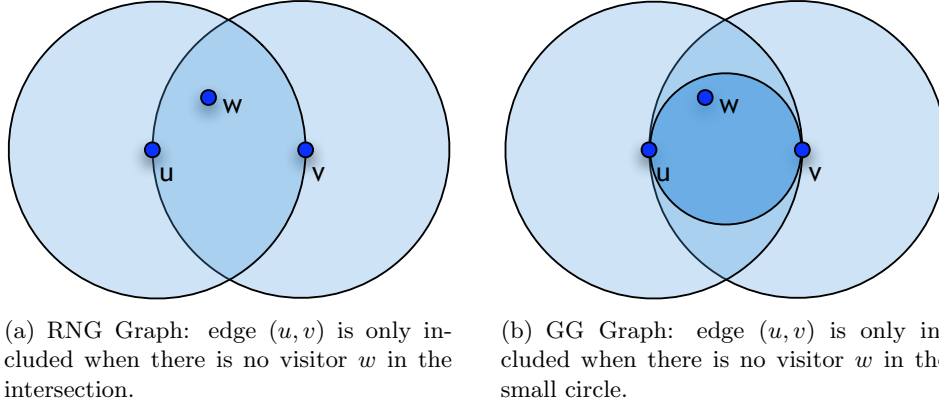 w
u
v
w
u
v
(a) RNG Graph: edge (u, v) is only in-
cluded when there is no visitor w in the
intersection.
(b) GG Graph: edge (u, v) is only in-
cluded when there is no visitor w in the
small circle.